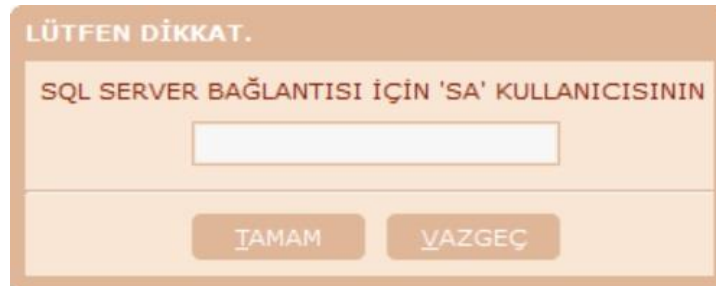 LÜTFEN DİKKAT.
SQL SERVER BAĞLANTISI İÇİN 'SA' KULLANICISININ
TAMAM VAZGEÇ